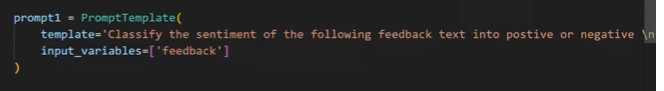 prompt1 = PromptTemplate(
template='Classify the sentiment of the following feedback text into postive or negative \n
input_variables=['feedback']
)